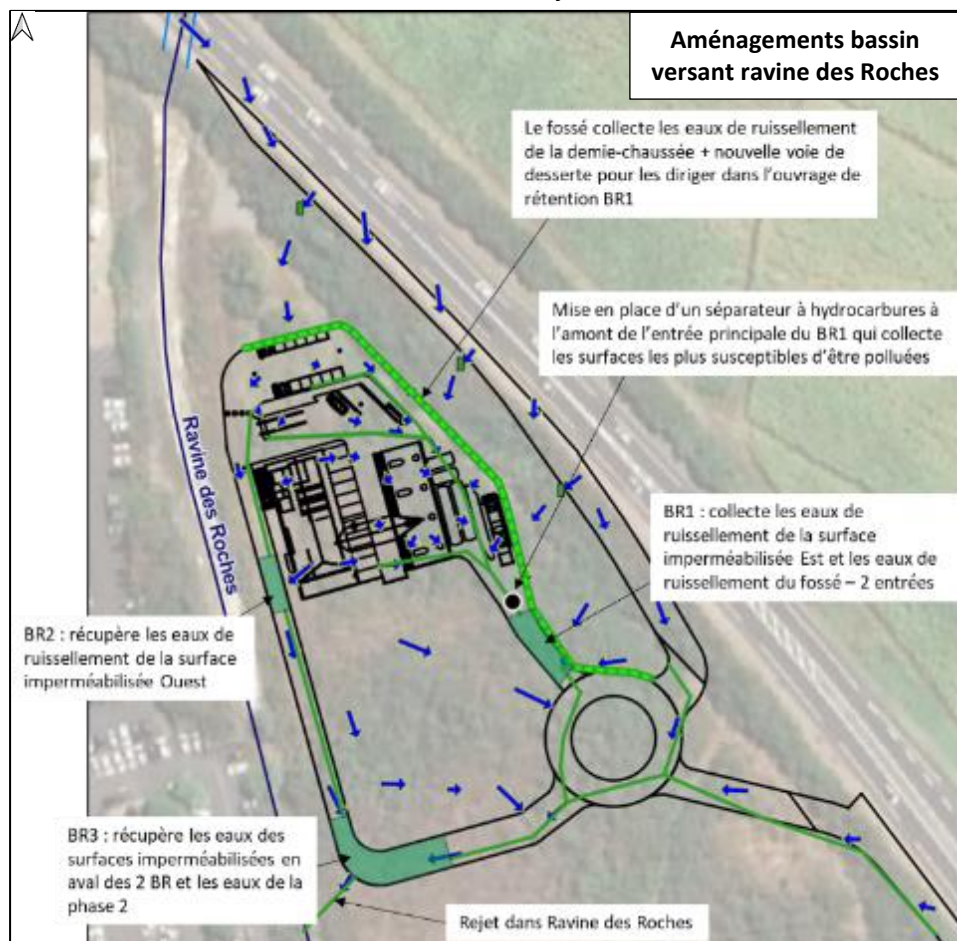 Aménagements bassin
versant ravine des Roches
Le fossé collecte les eaux de ruissellement
de la demie-chaussée + nouvelle voie de
desserte pour les diriger dans l'ouvrage de
rétention BR1
Mise en place d'un séparateur à hydrocarbures à
l'amont de l'entrée principale du BR1 qui collecte
les surfaces les plus susceptibles d'être polluées
Ravine des Roches
BR1 : collecte les eaux de
ruissellement de la surface
imperméabilisée Est et les eaux de
ruissellement du fossé – 2 entrées
BR2 : récupère les eaux de
ruissellement de la surface
imperméabilisée Ouest
BR3 : récupère les eaux des
surfaces imperméabilisées en
aval des 2 BR et les eaux de la
phase 2
Rejet dans Ravine des Roches